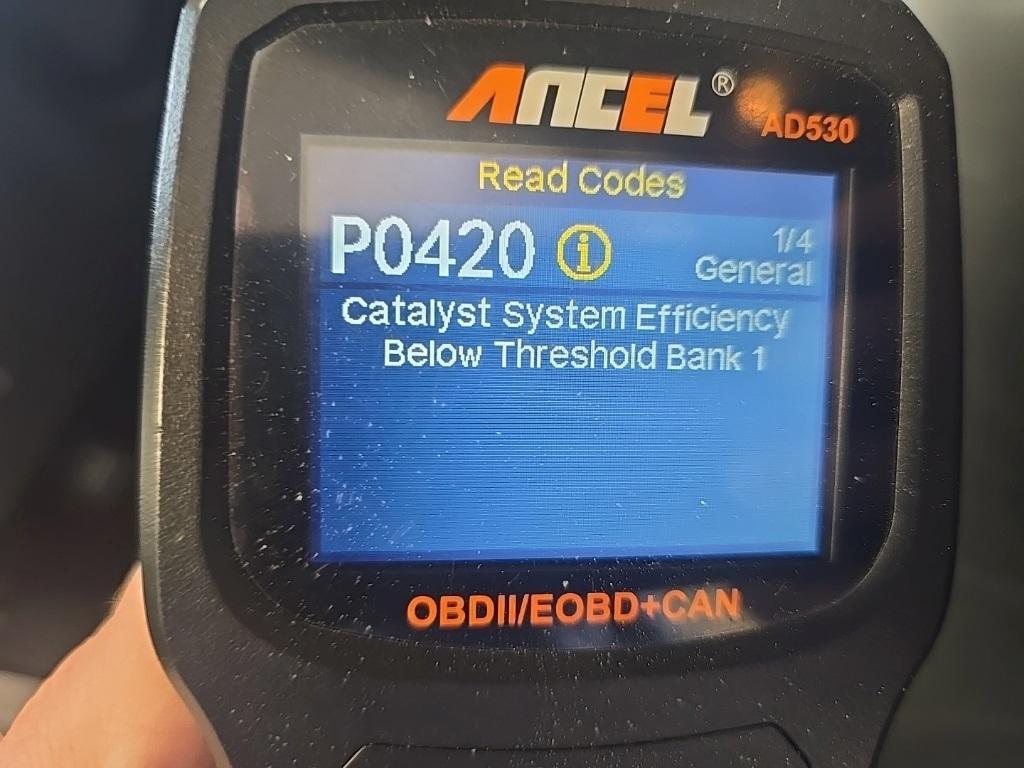 ANCEL®
AD530
Read Codes
P0420 i
1/4
General
Catalyst System Efficiency
Below Threshold Bank 1
OBDII/EOBD+CAN